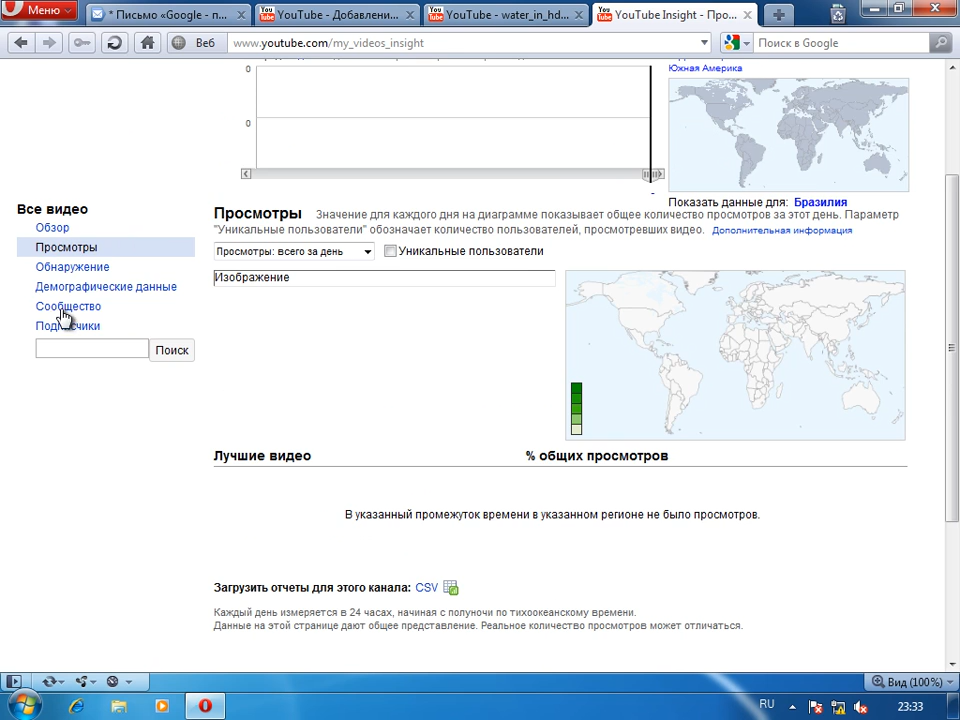 Меню
* Письмо «Google - п...
YouTube - Добавлени...
YouTube - water_in_hd...
YouTube Insight - Про...
Веб
www.youtube.com/my_videos_insight
Поиск в Google
0
Южная Америка
0
Показать данные для: Бразилия
Все видео
Обзор
Просмотры
Обнаружение
Демографические данные
Сообщество
Поиск
Просмотры Значение для каждого дня на диаграмме показывает общее количество просмотров за этот день. Параметр
"Уникальные пользователи" обозначает количество пользователей, просмотревших видео. Дополнительная информация
Просмотры: всего за день
Уникальные пользователи
Изображение
Лучшие видео
% общих просмотров
В указанный промежуток времени в указанном регионе не было просмотров.
Загрузить отчеты для этого канала: CSV
Каждый день измеряется в 24 часах, начиная с полуночи по тихоокеанскому времени.
Данные на этой странице дают общее представление. Реальное количество просмотров может отличаться.
Вид (100%)
RU
23:33